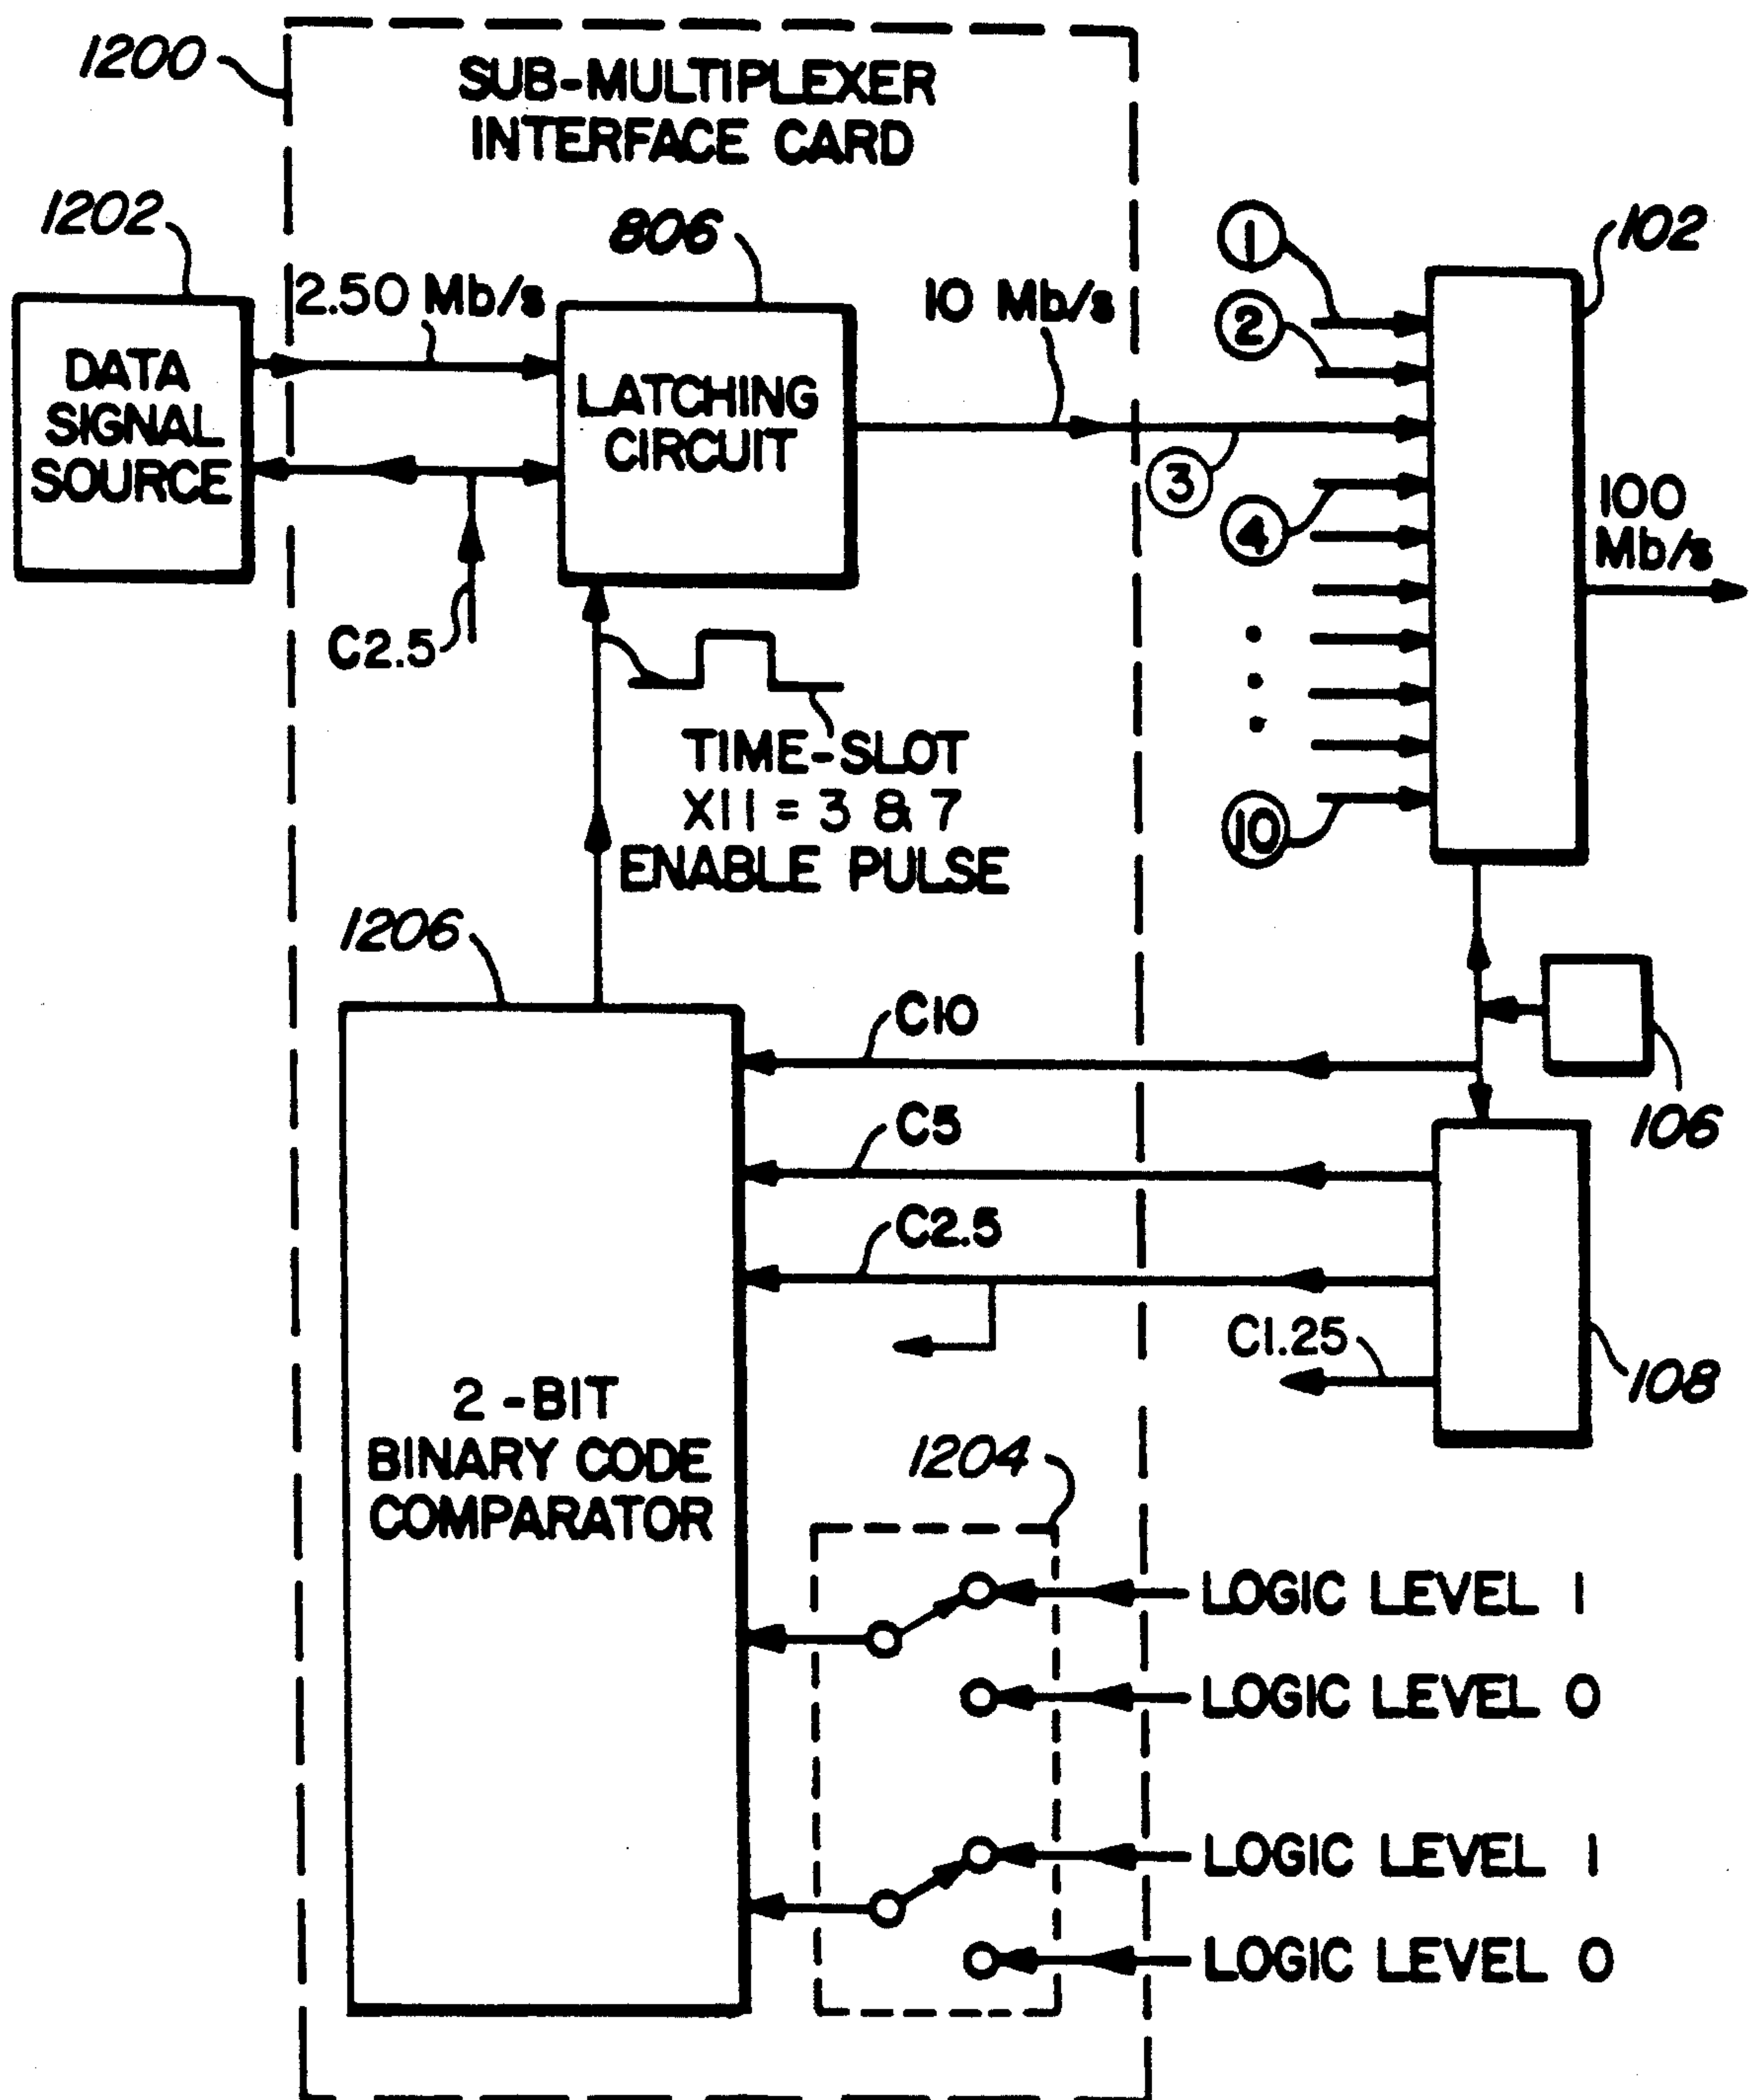 1200
SUB-MULTIPLEXER
INTERFACE CARD
1202
806
102
2.50 Mb/s
10 Mb/s
1
2
3
4
10
DATA
SIGNAL
SOURCE
LATCHING
CIRCUIT
100
Mb/s
C2.5
TIME-SLOT
X11 = 3 & 7
ENABLE PULSE
1206
C10
106
C5
C2.5
C1.25
108
2-BIT
BINARY CODE
COMPARATOR
1204
LOGIC LEVEL 1
LOGIC LEVEL 0
LOGIC LEVEL 1
LOGIC LEVEL 0